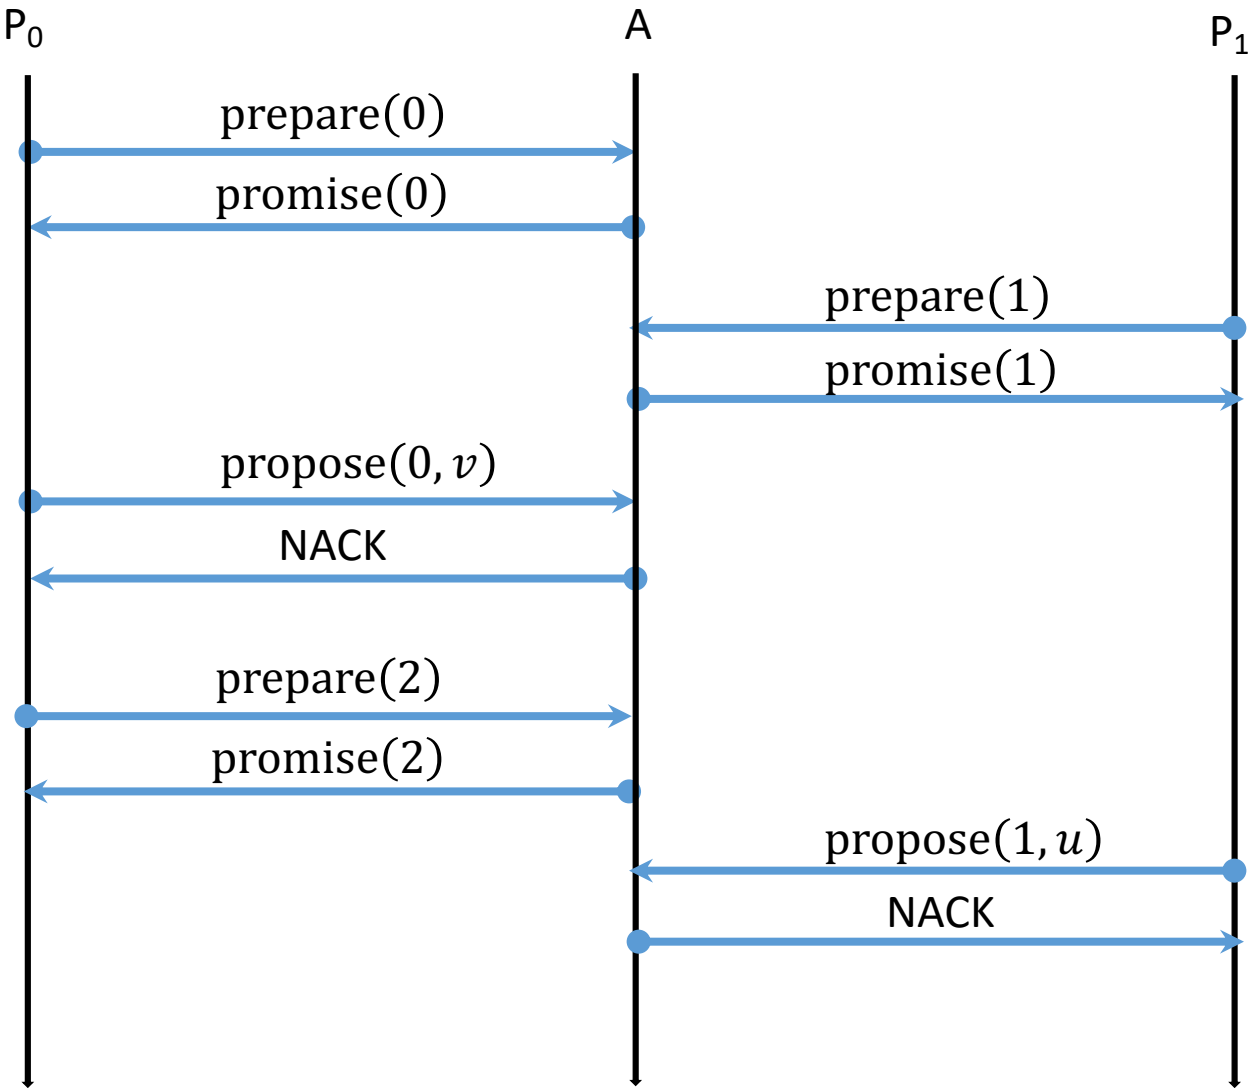 P₀ A P₁
prepare(0)
promise(0)
prepare(1)
promise(1)
propose(0, v)
NACK
prepare(2)
promise(2)
propose(1, u)
NACK